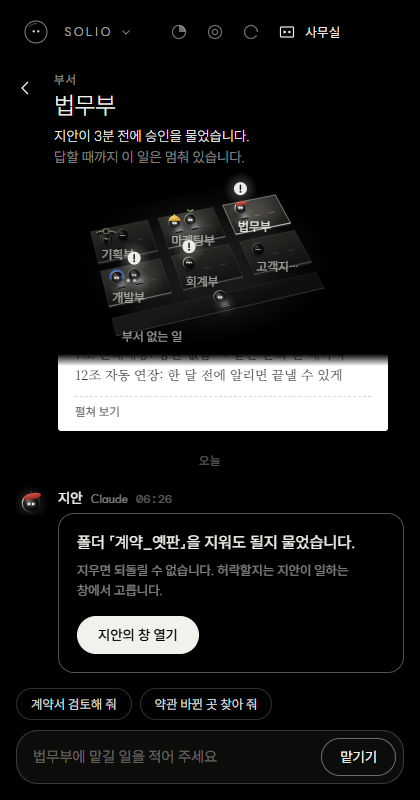 SOLIO
사무실
부서
법무부
지안이 3분 전에 승인을 물었습니다.
답할 때까지 이 일은 멈춰 있습니다.
법무부
마케팅부
기획부
고객지…
회계부
개발부
부서 없는 일
12조 자동 연장: 한 달 전에 알리면 끝낼 수 있게
펼쳐 보기
오늘
지안 Claude 06:26
폴더 「계약_옛판」을 지워도 될지 물었습니다.
지우면 되돌릴 수 없습니다. 허락할지는 지안이 일하는
창에서 고릅니다.
지안의 창 열기
계약서 검토해 줘
약관 바뀐 곳 찾아 줘
법무부에 맡길 일을 적어 주세요
맡기기